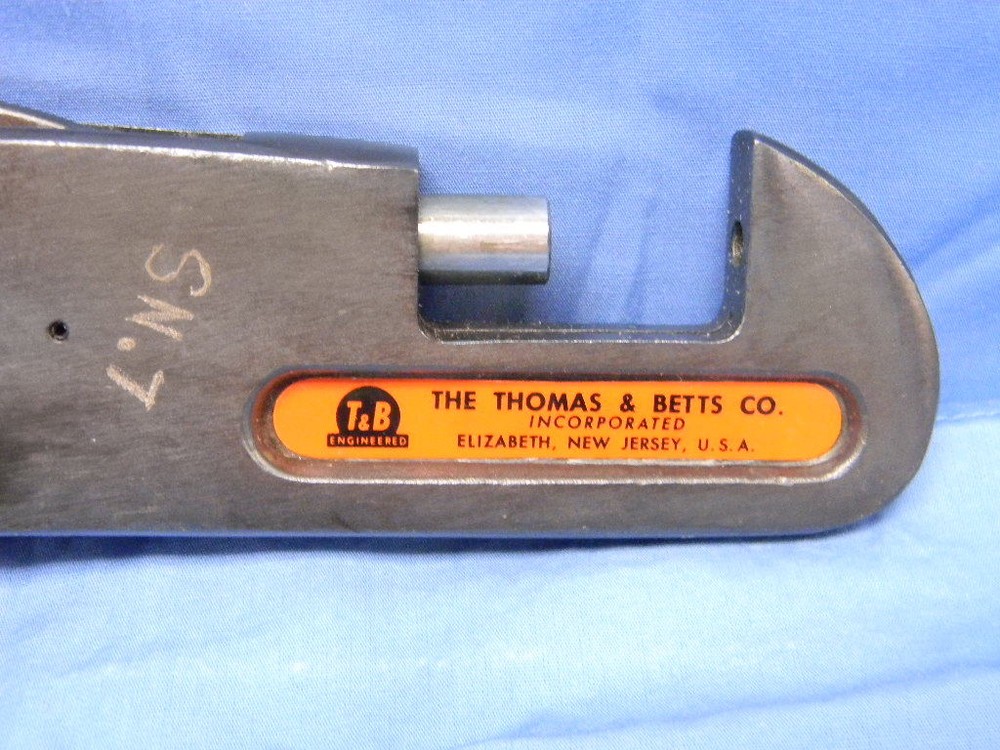 SN.7
T&B
ENGINEERED
THE THOMAS & BETTS CO.
INCORPORATED
ELIZABETH, NEW JERSEY, U.S.A.